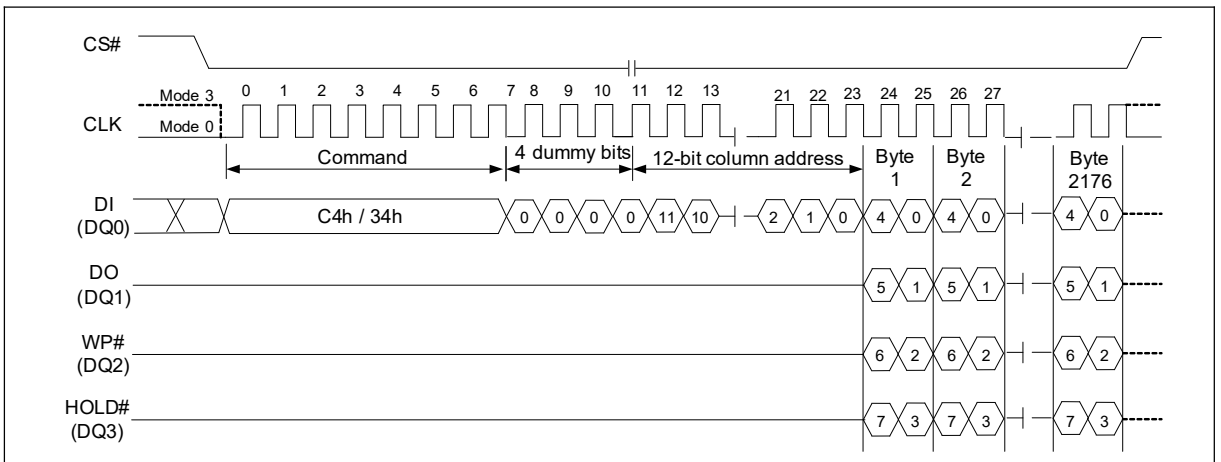 CS#
Mode 3 0 1 2 3 4 5 6 7 8 9 10 11 12 13 21 22 23 24 25 26 27
CLK
Mode 0
Command 4 dummy bits 12-bit column address Byte 1 Byte 2 Byte 2176
DI (DQ0) C4h / 34h 0 0 0 0 11 10 2 1 0 4 0 4 0 4 0
DO (DQ1) 5 1 5 1 5 1
WP# (DQ2) 6 2 6 2 6 2
HOLD# (DQ3) 7 3 7 3 7 3